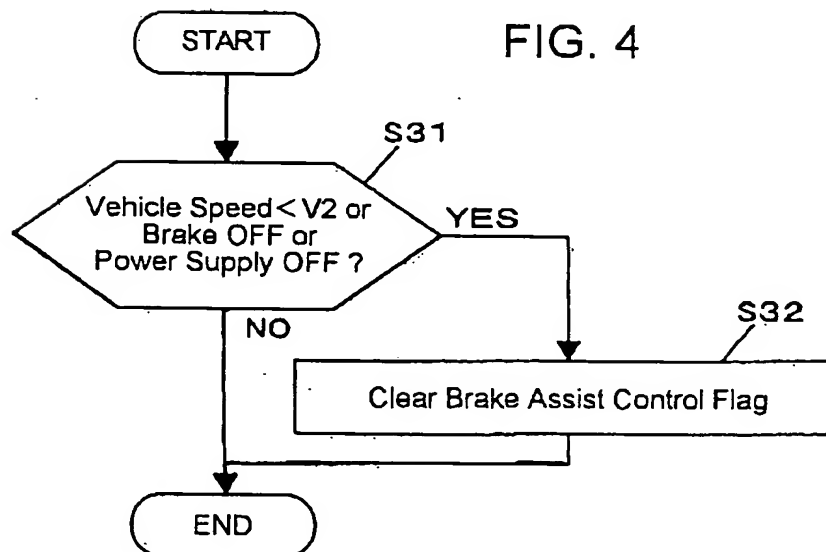 START
FIG. 4
S31
Vehicle Speed < V2 or
Brake OFF or
Power Supply OFF ?
YES
NO
S32
Clear Brake Assist Control Flag
END